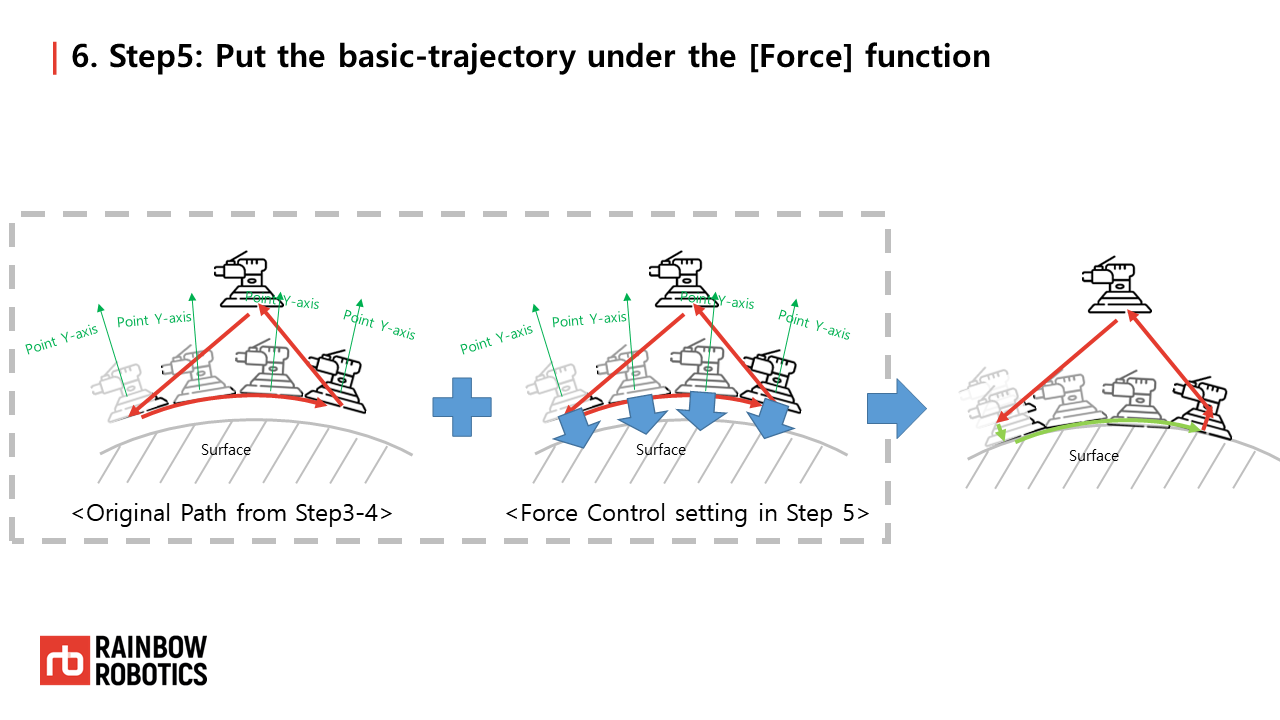 6. Step5: Put the basic-trajectory under the [Force] function
Point Y-axis
Point Y-axis
Point Y-axis
Point Y-axis
Surface
<Original Path from Step3-4>
Point Y-axis
Point Y-axis
Point Y-axis
Point Y-axis
Surface
<Force Control setting in Step 5>
Surface
rb
RAINBOW
ROBOTICS